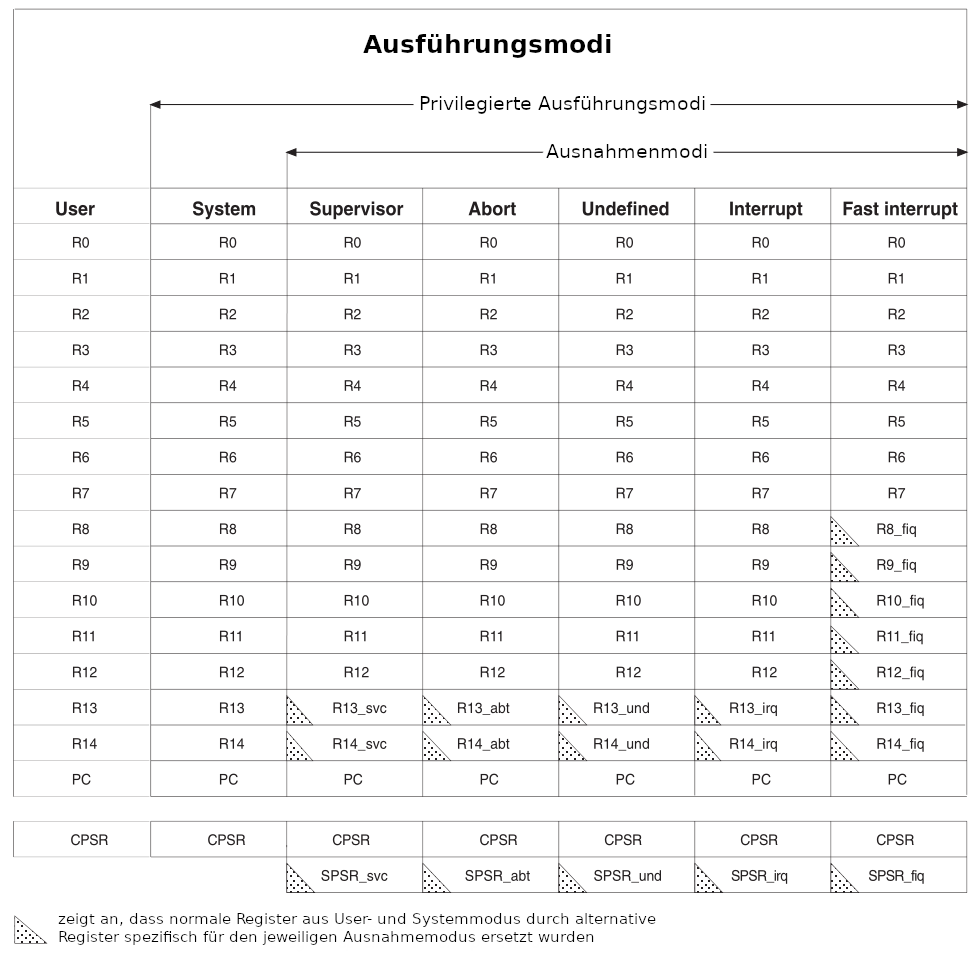 Ausführungsmodi
Privilegierte Ausführungsmodi
Ausnahmenmodi
User System Supervisor Abort Undefined Interrupt Fast interrupt
R0 R0 R0 R0 R0 R0 R0
R1 R1 R1 R1 R1 R1 R1
R2 R2 R2 R2 R2 R2 R2
R3 R3 R3 R3 R3 R3 R3
R4 R4 R4 R4 R4 R4 R4
R5 R5 R5 R5 R5 R5 R5
R6 R6 R6 R6 R6 R6 R6
R7 R7 R7 R7 R7 R7 R7
R8 R8 R8 R8 R8 R8 R8_fiq
R9 R9 R9 R9 R9 R9 R9_fiq
R10 R10 R10 R10 R10 R10 R10_fiq
R11 R11 R11 R11 R11 R11 R11_fiq
R12 R12 R12 R12 R12 R12 R12_fiq
R13 R13 R13_svc R13_abt R13_und R13_irq R13_fiq
R14 R14 R14_svc R14_abt R14_und R14_irq R14_fiq
PC PC PC PC PC PC PC
CPSR CPSR CPSR CPSR CPSR CPSR CPSR
SPSR_svc SPSR_abt SPSR_und SPSR_irq SPSR_fiq
zeigt an, dass normale Register aus User- und Systemmodus durch alternative
Register spezifisch für den jeweiligen Ausnahmemodus ersetzt wurden